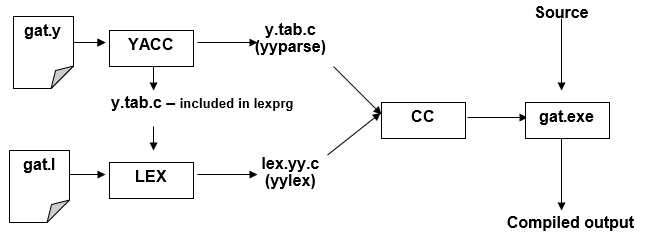 Source
gat.y
YACC
y.tab.c
(yyparse)
y.tab.c – included in lexprg
CC
gat.exe
gat.l
LEX
lex.yy.c
(yylex)
Compiled output